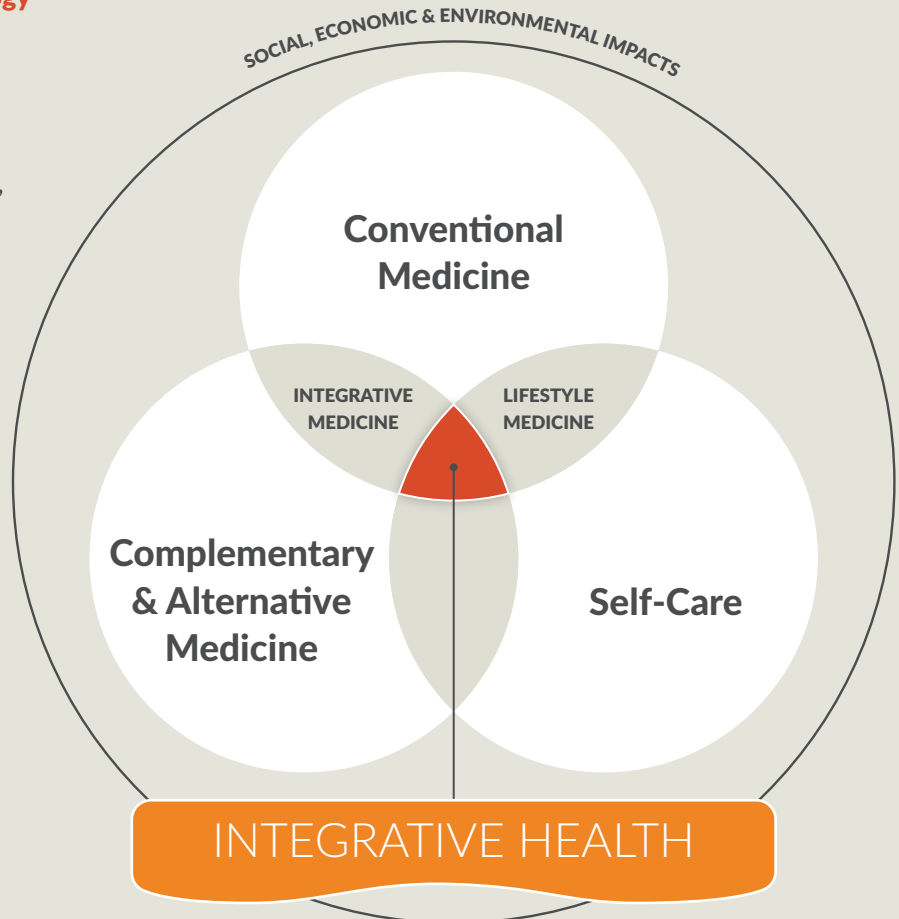 SOCIAL, ECONOMIC & ENVIRONMENTAL IMPACTS
Conventional
Medicine
INTEGRATIVE
MEDICINE
LIFESTYLE
MEDICINE
Complementary
& Alternative
Medicine
Self-Care
INTEGRATIVE HEALTH